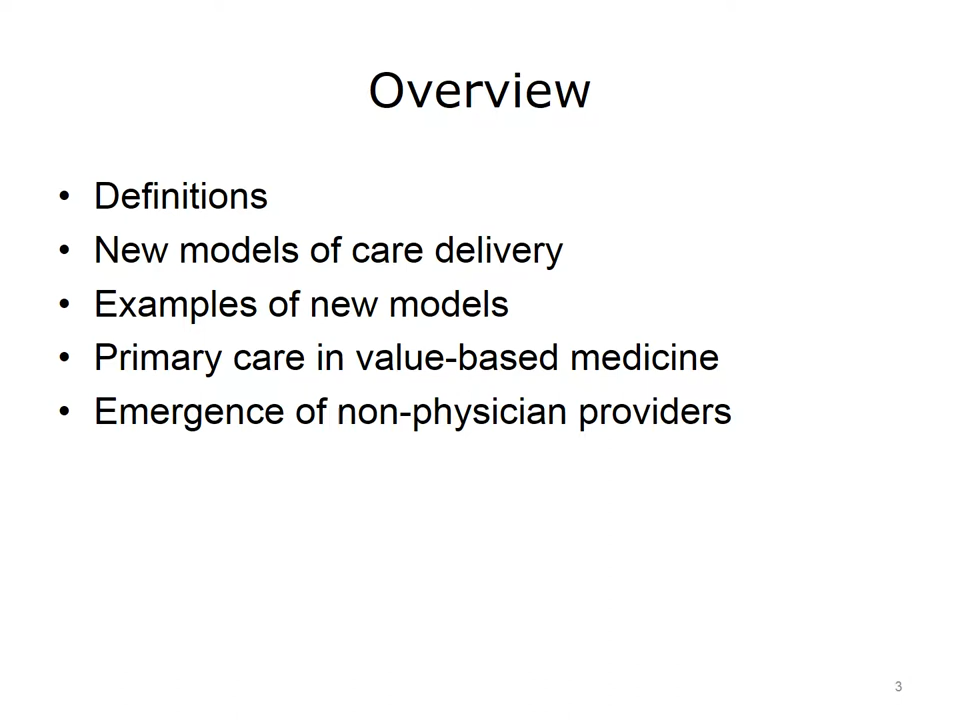 Overview
• Definitions
• New models of care delivery
• Examples of new models
• Primary care in value-based medicine
• Emergence of non-physician providers
3